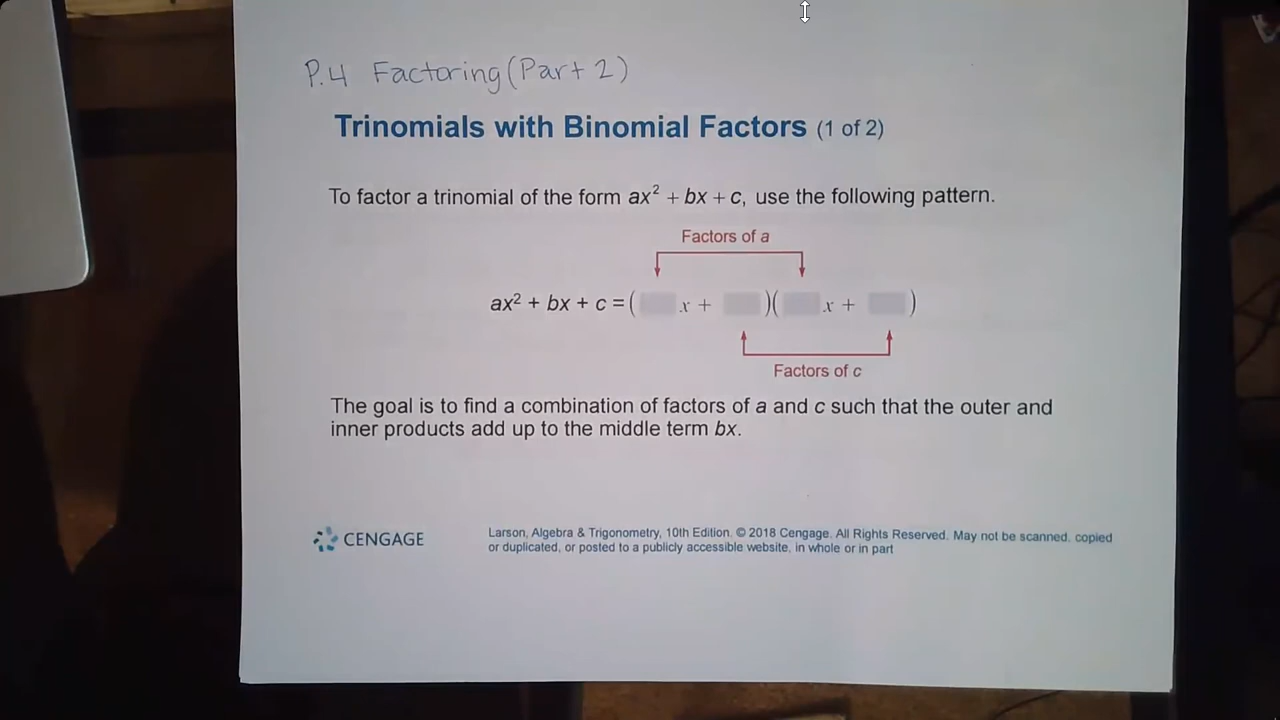 P.4 Factoring (Part 2)
Trinomials with Binomial Factors (1 of 2)
To factor a trinomial of the form ax² + bx + c, use the following pattern.
Factors of a
ax² + bx + c = ( x + )( x + )
Factors of c
The goal is to find a combination of factors of a and c such that the outer and
inner products add up to the middle term bx.
CENGAGE
Larson, Algebra & Trigonometry, 10th Edition. © 2018 Cengage. All Rights Reserved. May not be scanned, copied
or duplicated, or posted to a publicly accessible website, in whole or in part